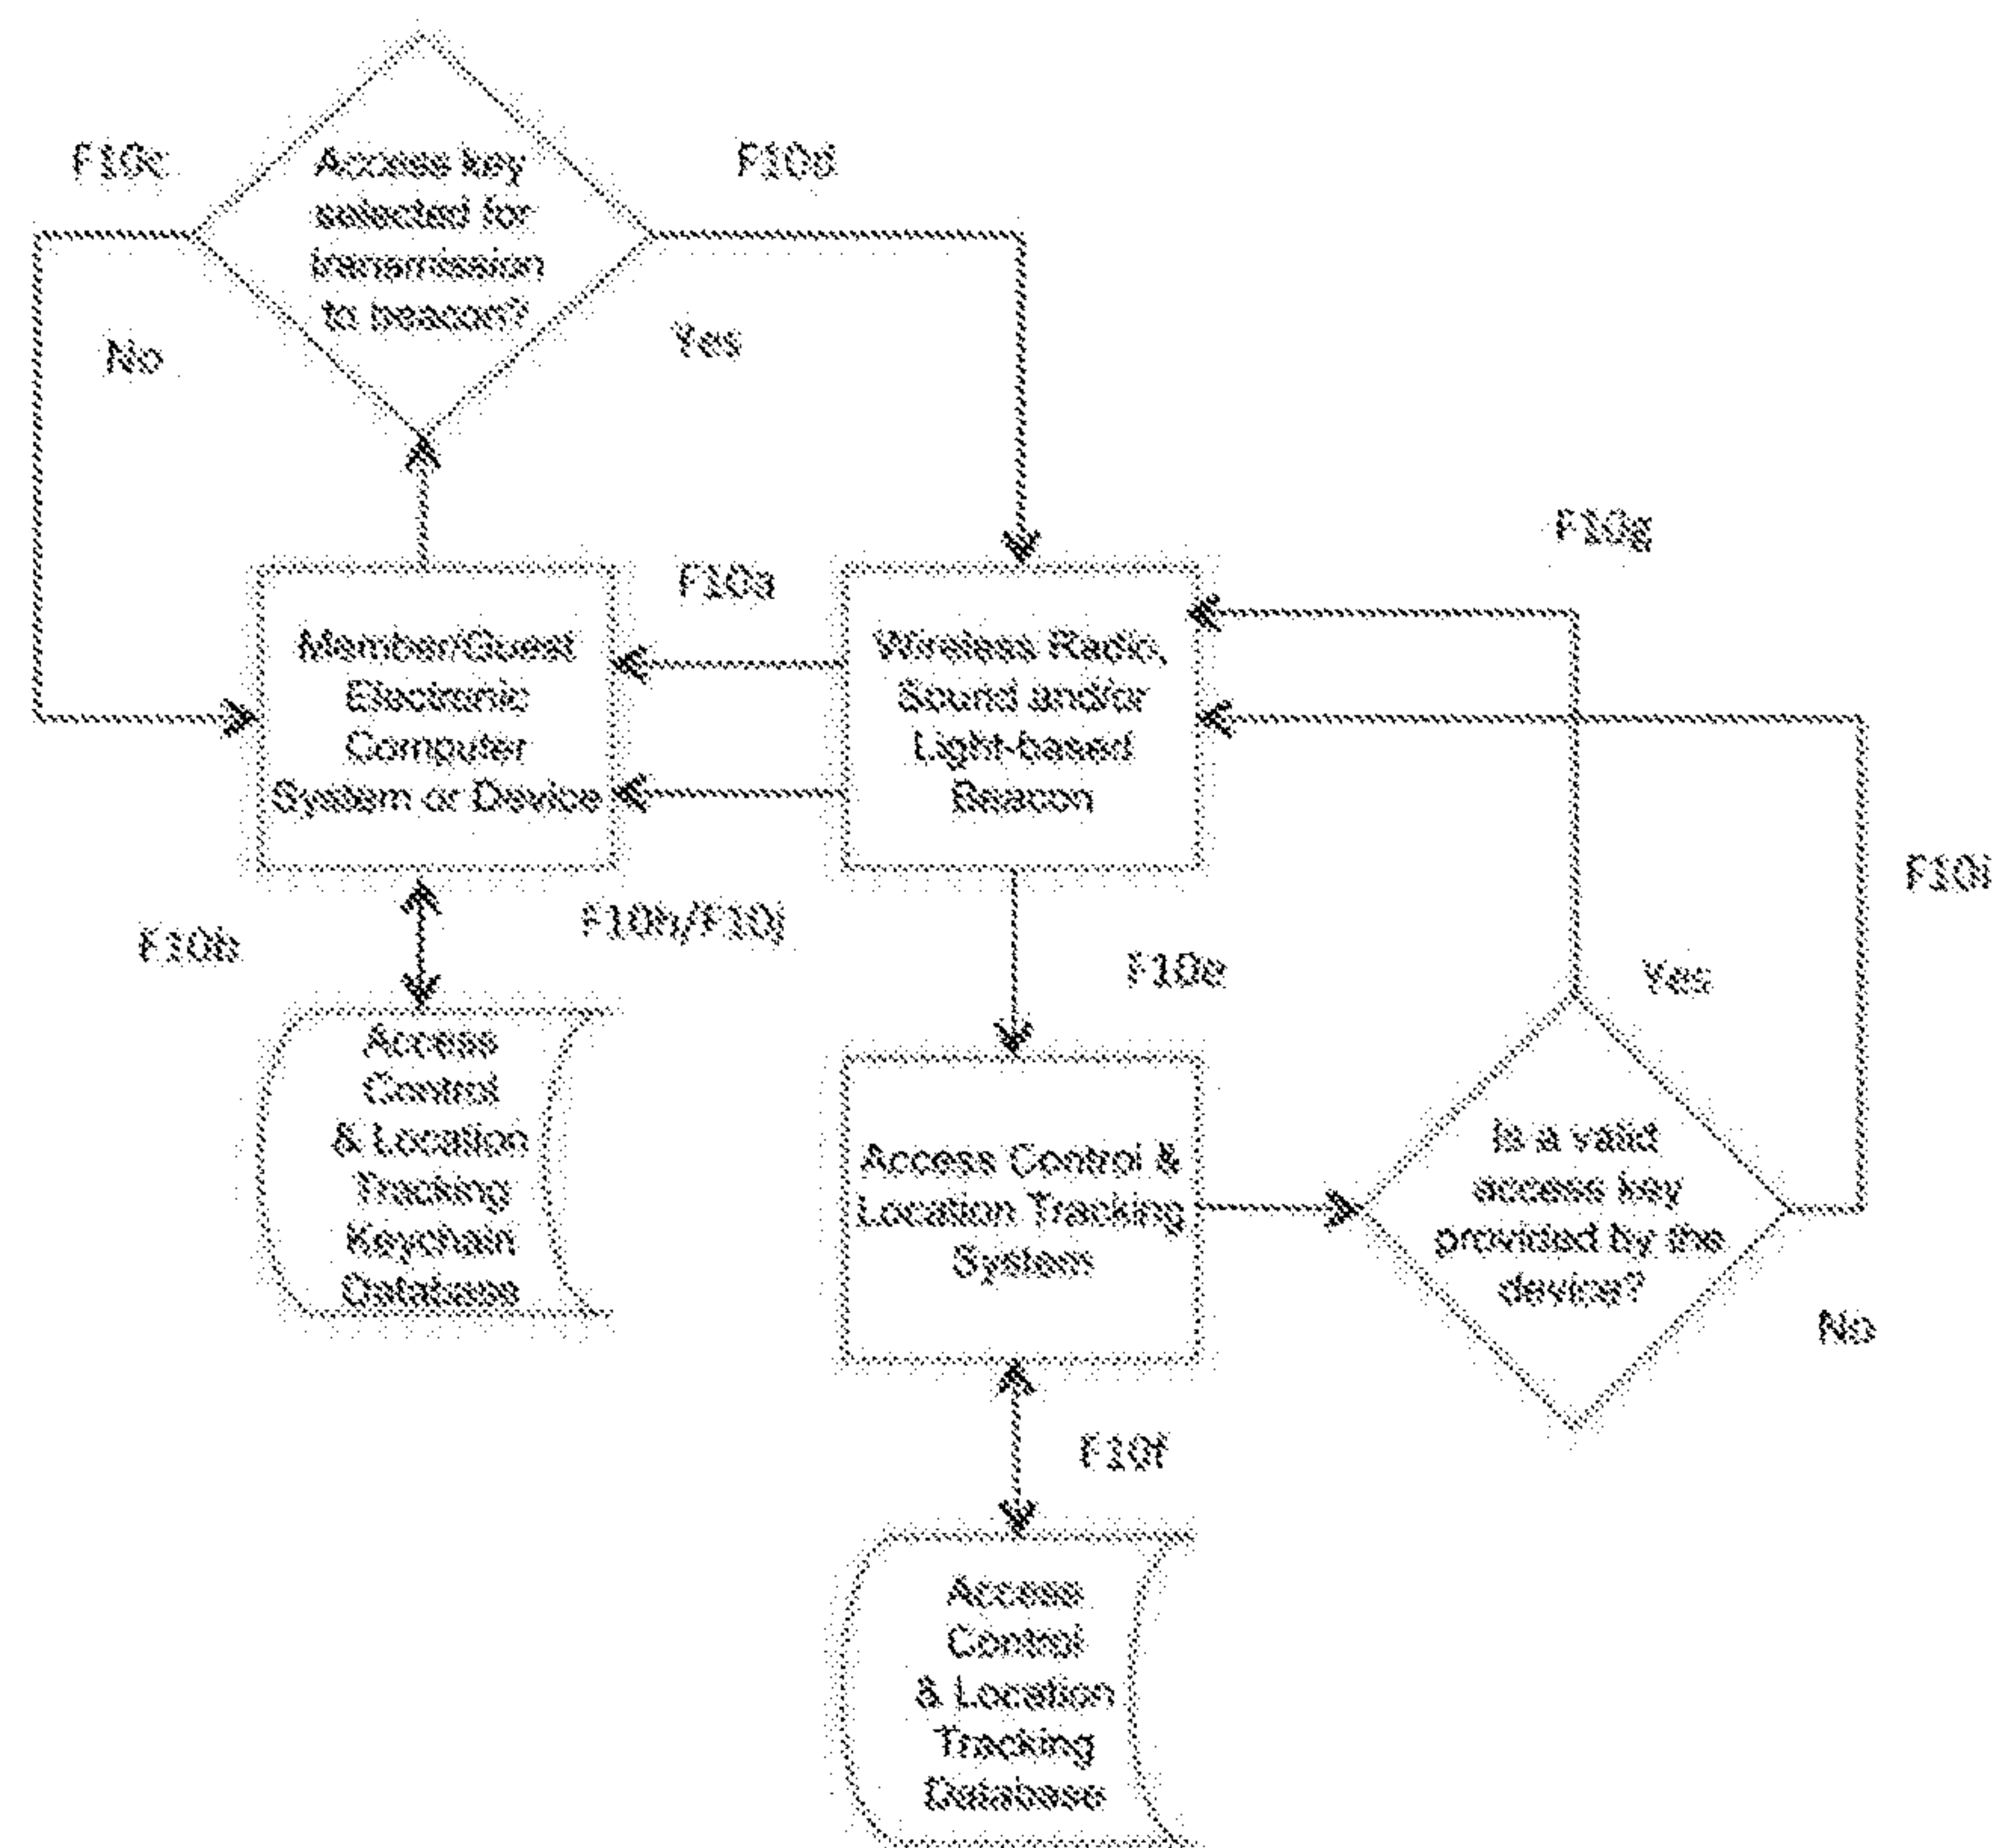 F10c
Access key
selected for
transmission
to beacon?
F10d
No
Yes
F10g
F10a
Member/Guest
Electronic
Computer
System or Device
Wireless Radio,
Sound and/or
Light-based
Beacon
F10i
F10b
F10h/F10j
F10e
Yes
Access
Control
& Location
Tracking
Keychain
Database
Access Control &
Location Tracking
System
Is a valid
access key
provided by the
device?
No
F10f
Access
Control
& Location
Tracking
Database